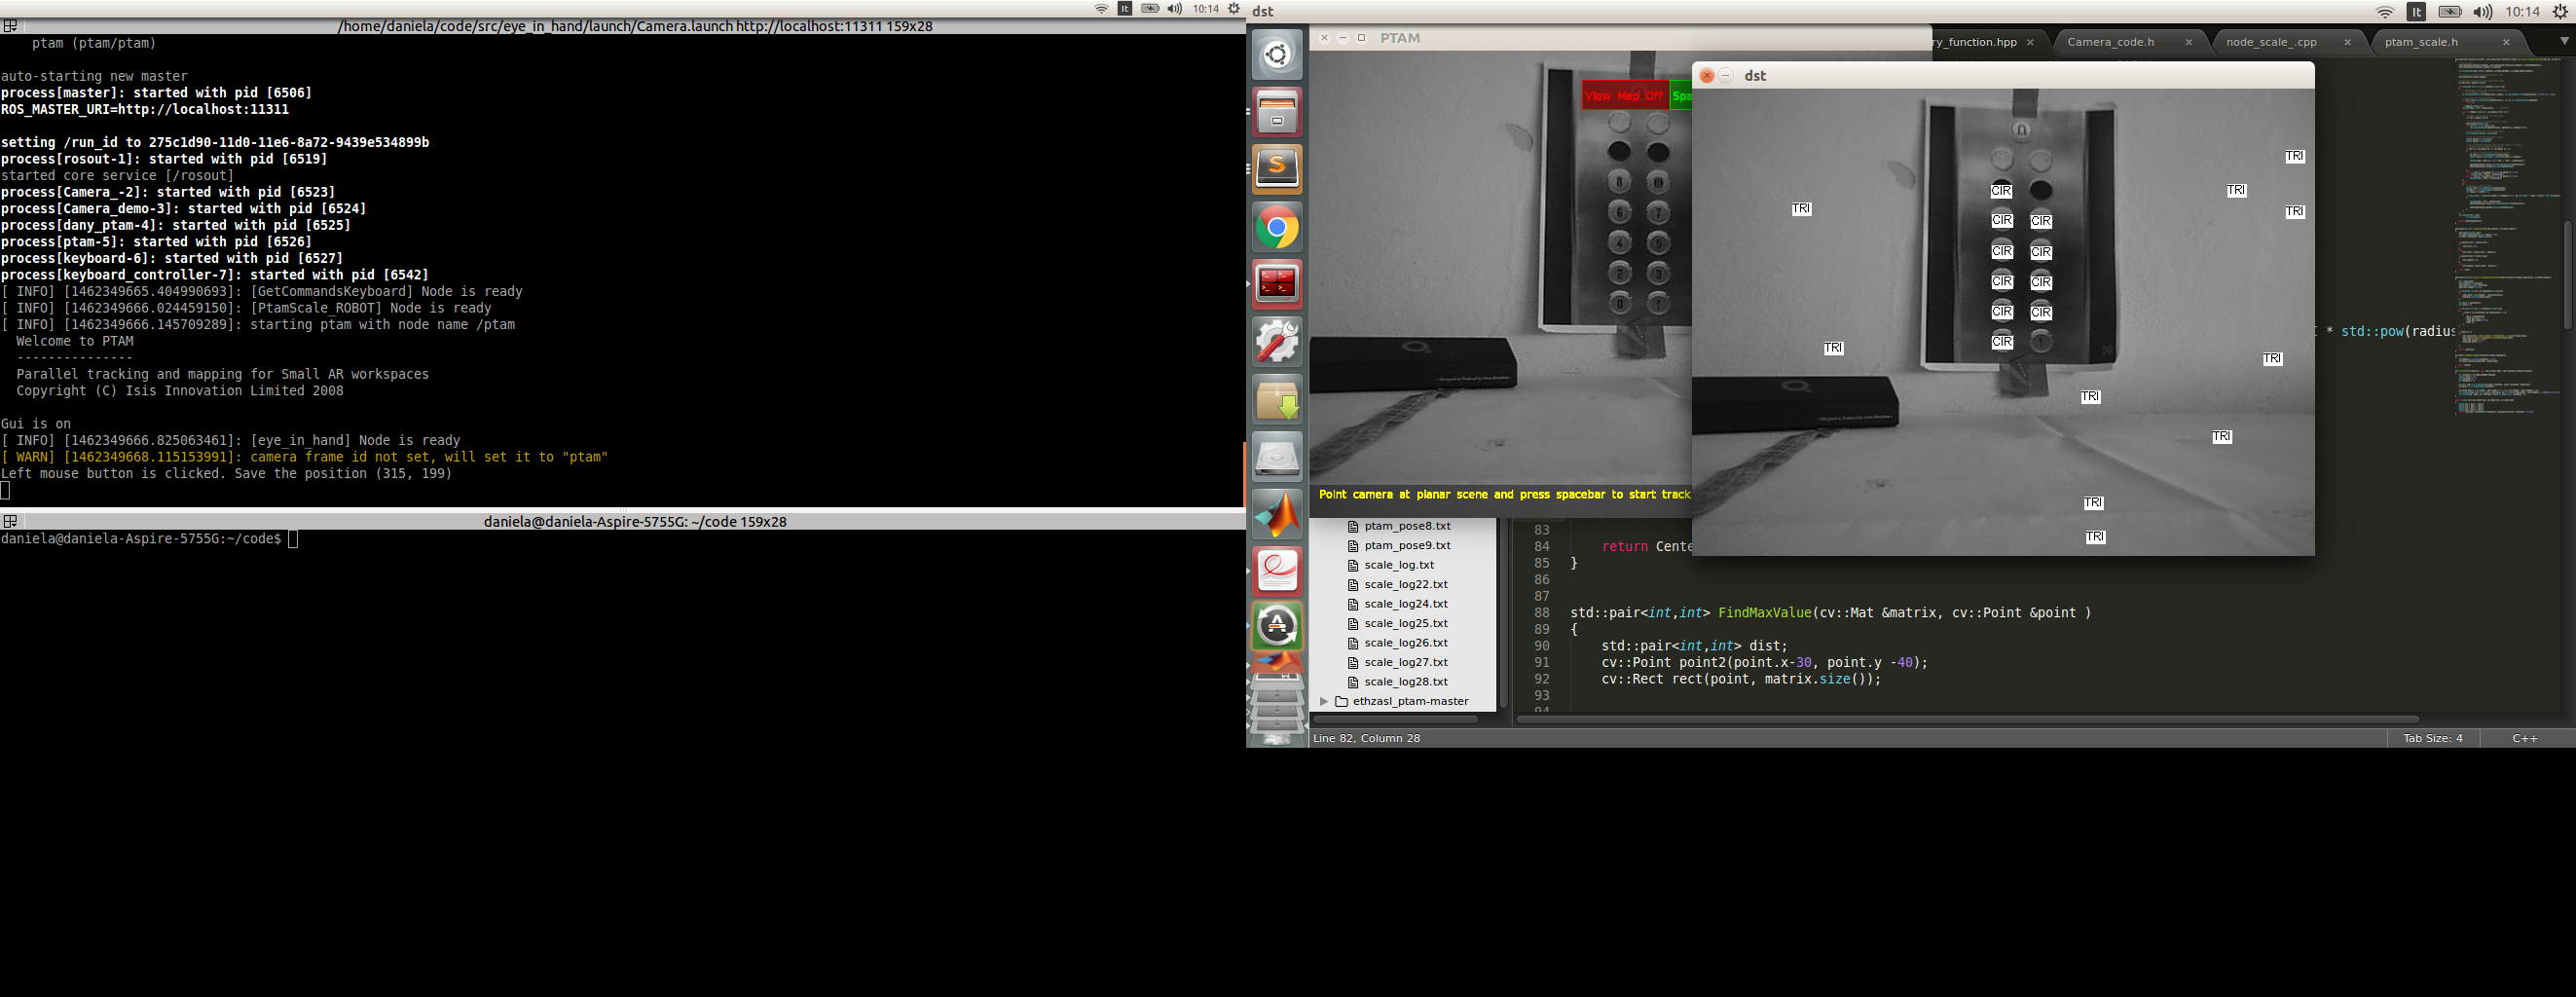 It 10:14
/home/daniela/code/src/eye_in_hand/launch/Camera.launch http://localhost:11311 159x28
ptam (ptam/ptam)
auto-starting new master
process[master]: started with pid [6506]
ROS_MASTER_URI=http://localhost:11311
setting /run_id to 275c1d90-11d0-11e6-8a72-9439e534899b
process[rosout-1]: started with pid [6519]
started core service [/rosout]
process[Camera_-2]: started with pid [6523]
process[Camera_demo-3]: started with pid [6524]
process[dany_ptam-4]: started with pid [6525]
process[ptam-5]: started with pid [6526]
process[keyboard-6]: started with pid [6527]
process[keyboard_controller-7]: started with pid [6542]
[ INFO] [1462349665.404990693]: [GetCommandsKeyboard] Node is ready
[ INFO] [1462349666.024459150]: [PtamScale_ROBOT] Node is ready
[ INFO] [1462349666.145709289]: starting ptam with node name /ptam
Welcome to PTAM
---------------
Parallel tracking and mapping for Small AR workspaces
Copyright (C) Isis Innovation Limited 2008
Gui is on
[ INFO] [1462349666.825063461]: [eye_in_hand] Node is ready
[ WARN] [1462349668.115153991]: camera frame id not set, will set it to "ptam"
Left mouse button is clicked. Save the position (315, 199)
daniela@daniela-Aspire-5755G: ~/code 159x28
daniela@daniela-Aspire-5755G:~/code$
dst It 10:14
PTAM
ry_function.hpp Camera_code.h node_scale_.cpp ptam_scale.h
View Map Off Spa
8 10
6 7
4 5
2 3
0 1
Point camera at planar scene and press spacebar to start track
dst
TRI
CIR TRI
TRI
CIR CIR TRI
CIR CIR
CIR CIR
CIR CIR
CIR 1
TRI
TRI
TRI
TRI
TRI
TRI
* std::pow(radius
ptam_pose8.txt
ptam_pose9.txt
scale_log.txt
scale_log22.txt
scale_log24.txt
scale_log25.txt
scale_log26.txt
scale_log27.txt
scale_log28.txt
ethzasl_ptam-master
83
84 return Cente
85 }
86
87
88 std::pair<int,int> FindMaxValue(cv::Mat &matrix, cv::Point &point )
89 {
90 std::pair<int,int> dist;
91 cv::Point point2(point.x-30, point.y -40);
92 cv::Rect rect(point, matrix.size());
93
94
Line 82, Column 28 Tab Size: 4 C++